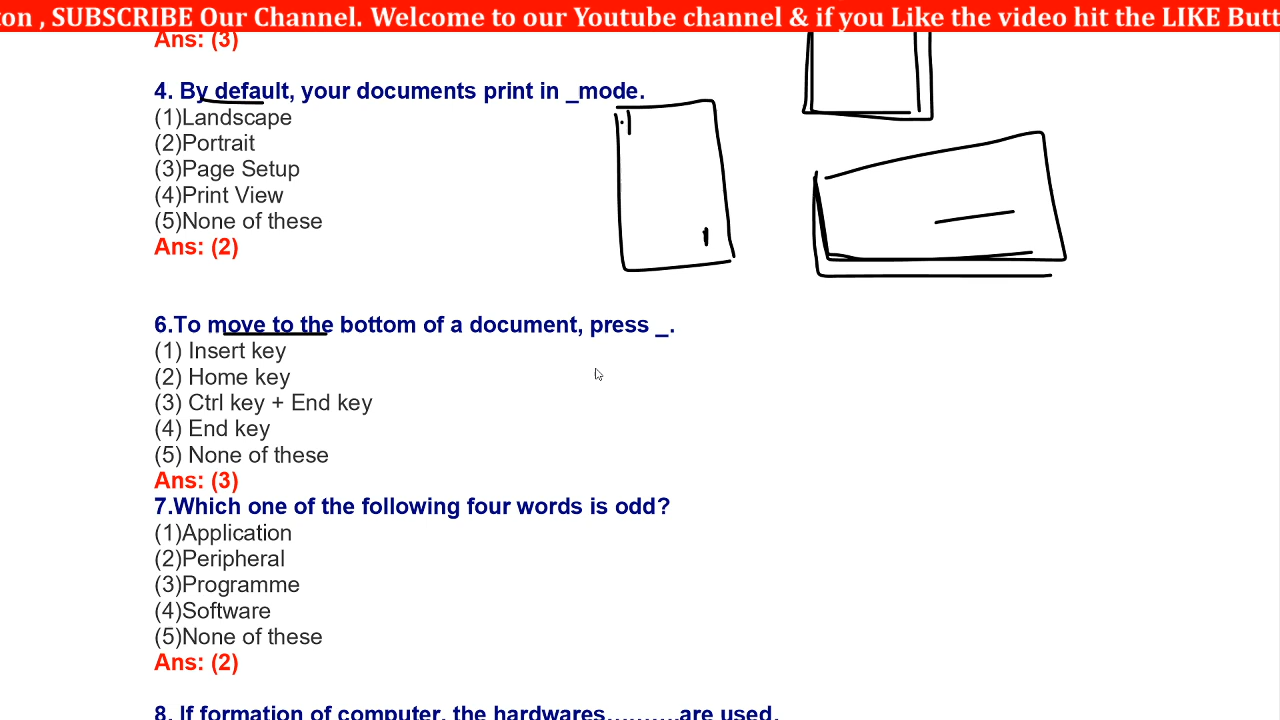 ton , SUBSCRIBE Our Channel. Welcome to our Youtube channel & if you Like the video hit the LIKE Butt
Ans: (3)
4. By default, your documents print in _mode.
(1)Landscape
(2)Portrait
(3)Page Setup
(4)Print View
(5)None of these
Ans: (2)
6.To move to the bottom of a document, press _.
(1) Insert key
(2) Home key
(3) Ctrl key + End key
(4) End key
(5) None of these
Ans: (3)
7.Which one of the following four words is odd?
(1)Application
(2)Peripheral
(3)Programme
(4)Software
(5)None of these
Ans: (2)
8. If formation of computer, the hardwares..........are used.